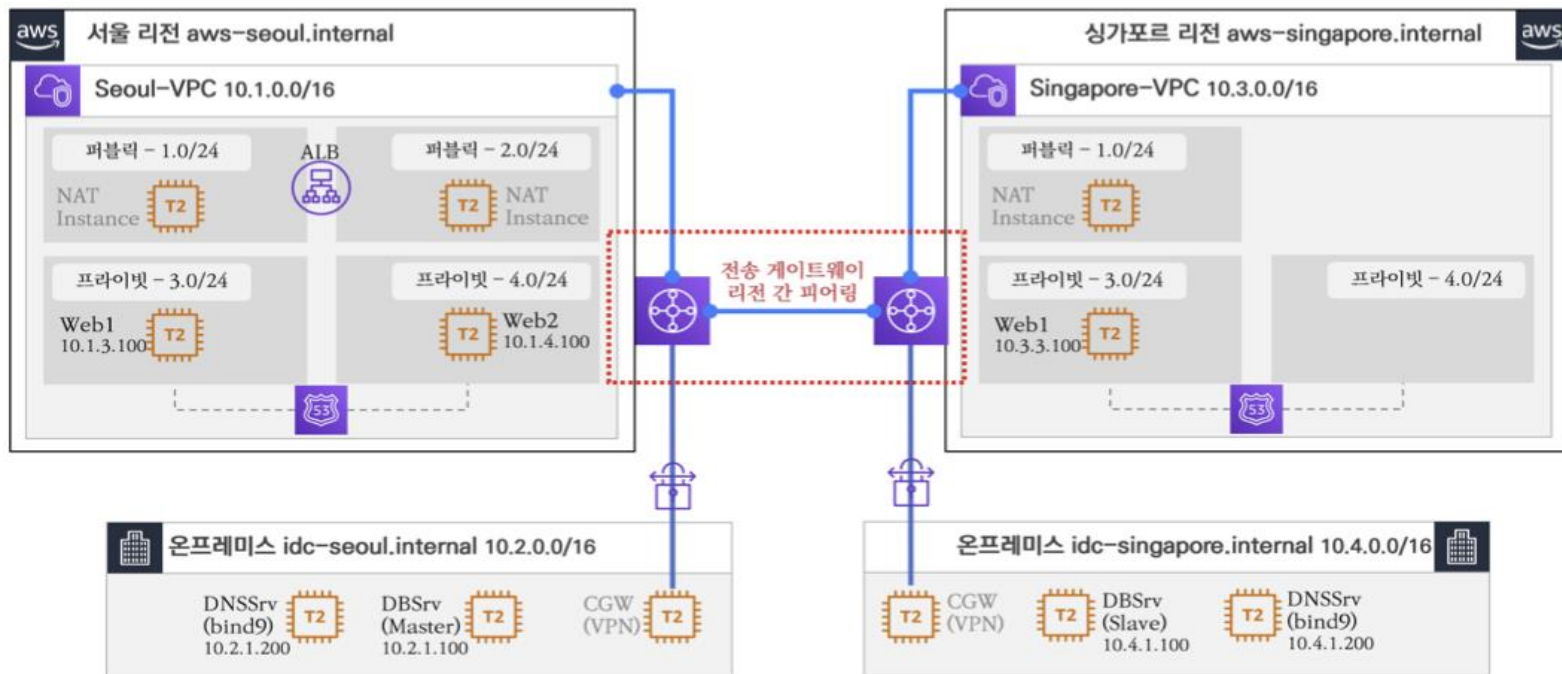 aws
서울 리전 aws-seoul.internal
Seoul-VPC 10.1.0.0/16
퍼블릭 - 1.0/24
ALB
퍼블릭 - 2.0/24
NAT
Instance
T2
T2
NAT
Instance
프라이빗 - 3.0/24
프라이빗 - 4.0/24
Web1
10.1.3.100
T2
T2
Web2
10.1.4.100
53
전송 게이트웨이
리전 간 피어링
싱가포르 리전 aws-singapore.internal
aws
Singapore-VPC 10.3.0.0/16
퍼블릭 - 1.0/24
NAT
Instance
T2
프라이빗 - 3.0/24
프라이빗 - 4.0/24
Web1
10.3.3.100
T2
53
온프레미스 idc-seoul.internal 10.2.0.0/16
DNSSrv
(bind9)
10.2.1.200
T2
DBSrv
(Master)
10.2.1.100
T2
CGW
(VPN)
T2
온프레미스 idc-singapore.internal 10.4.0.0/16
T2
CGW
(VPN)
T2
DBSrv
(Slave)
10.4.1.100
T2
DNSSrv
(bind9)
10.4.1.200